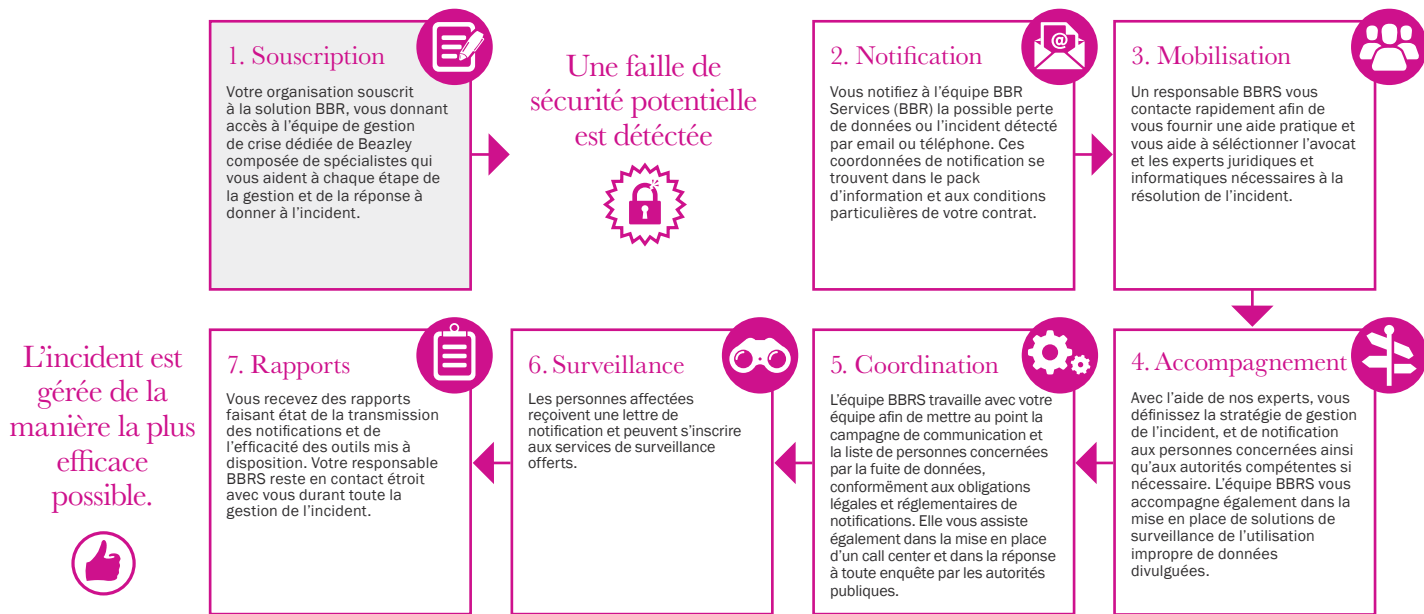 1. Souscription
Votre organisation souscrit
à la solution BBR, vous donnant
accès à l'équipe de gestion
de crise dédiée de Beazley
composée de spécialistes qui
vous aident à chaque étape de
la gestion et de la réponse à
donner à l'incident.
Une faille de
sécurité potentielle
est détéctée
2. Notification
Vous notifiez à l'équipe BBR
Services (BBR) la possible perte
de données ou l'incident détecté
par email ou téléphone. Ces
coordonnées de notification se
trouvent dans le pack
d'information et aux conditions
particulières de votre contrat.
3. Mobilisation
Un responsable BBRS vous
contacte rapidement afin de
vous fournir une aide pratique et
vous aide à séléctionner l'avocat
et les experts juridiques et
informatiques nécessaires à la
résolution de l'incident.
4. Accompagnement
Avec l'aide de nos experts, vous
définissez la stratégie de gestion
de l'incident, et de notification
aux personnes concernées ainsi
qu'aux autorités compétentes si
nécessaire. L'équipe BBRS vous
accompagne également dans la
mise en place de solutions de
surveillance de l'utilisation
impropre de données
divulguées.
5. Coordination
L'équipe BBRS travaille avec votre
équipe afin de mettre au point la
campagne de communication et
la liste de personnes concernées
par la fuite de données,
conformëment aux obligations
légales et réglementaires de
notifications. Elle vous assiste
également dans la mise en place
d'un call center et dans la réponse
à toute enquête par les autorités
publiques.
6. Surveillance
Les personnes affectées
reçoivent une lettre de
notification et peuvent s'inscrire
aux services de surveillance
offerts.
7. Rapports
Vous recevez des rapports
faisant état de la transmission
des notifications et de
l'efficacité des outils mis à
disposition. Votre responsable
BBRS reste en contact étroit
avec vous durant toute la
gestion de l'incident.
L'incident est
gérée de la
manière la plus
efficace
possible.